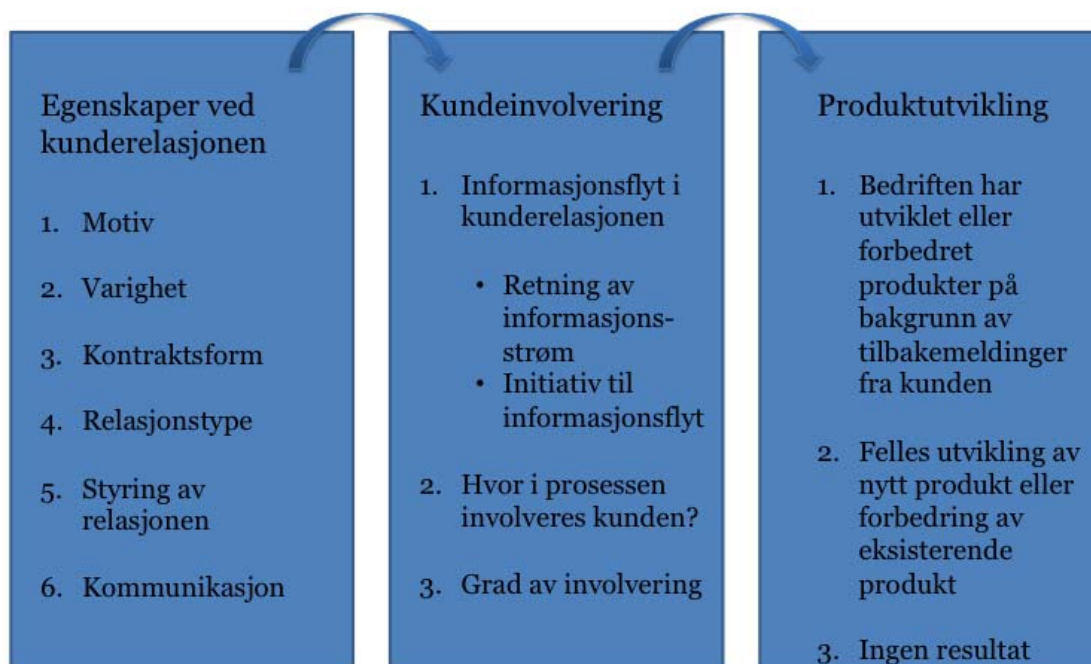 Egenskaper ved
kunderelasjonen
1. Motiv
2. Varighet
3. Kontraktsform
4. Relasjonstype
5. Styring av
relasjonen
6. Kommunikasjon
Kundeinvolvering
1. Informasjonsflyt i
kunderelasjonen
• Retning av
informasjons-
strøm
• Initiativ til
informasjonsflyt
2. Hvor i prosessen
involveres kunden?
3. Grad av involvering
Produktutvikling
1. Bedriften har
utviklet eller
forbedret
produkter på
bakgrunn av
tilbakemeldinger
fra kunden
2. Felles utvikling av
nytt produkt eller
forbedring av
eksisterende
produkt
3. Ingen resultat